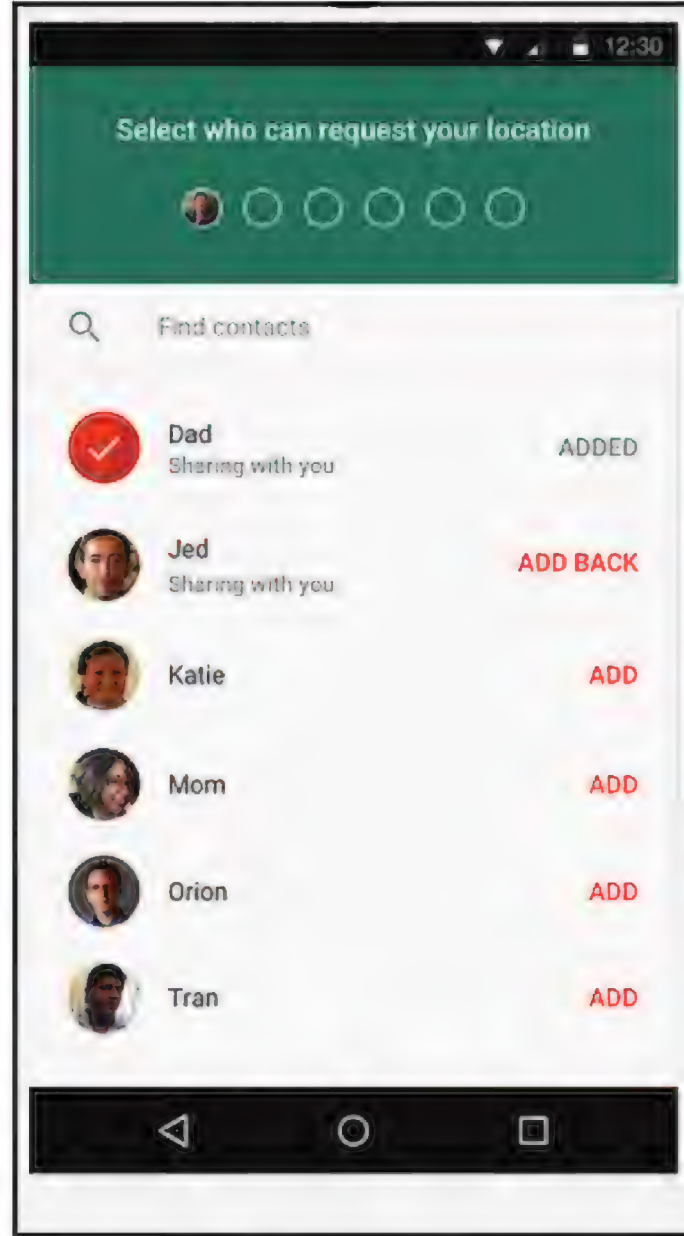 12:30
Select who can request your location
Find contacts
Dad
Sharing with you
ADDED
Jed
Sharing with you
ADD BACK
Katie
ADD
Mom
ADD
Orion
ADD
Tran
ADD